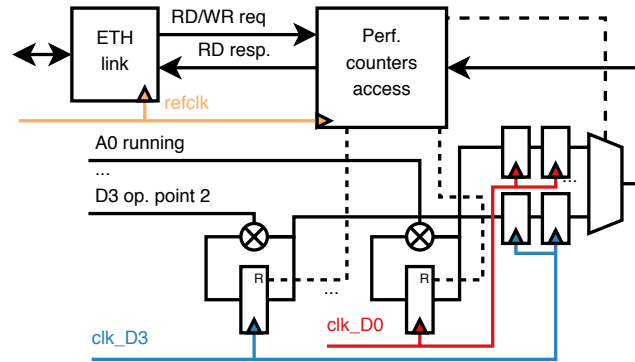 ETH
link
RD/WR req
RD resp.
Perf.
counters
access
refclk
A0 running
...
D3 op. point 2
...
R
R
...
clk_D3
clk_D0